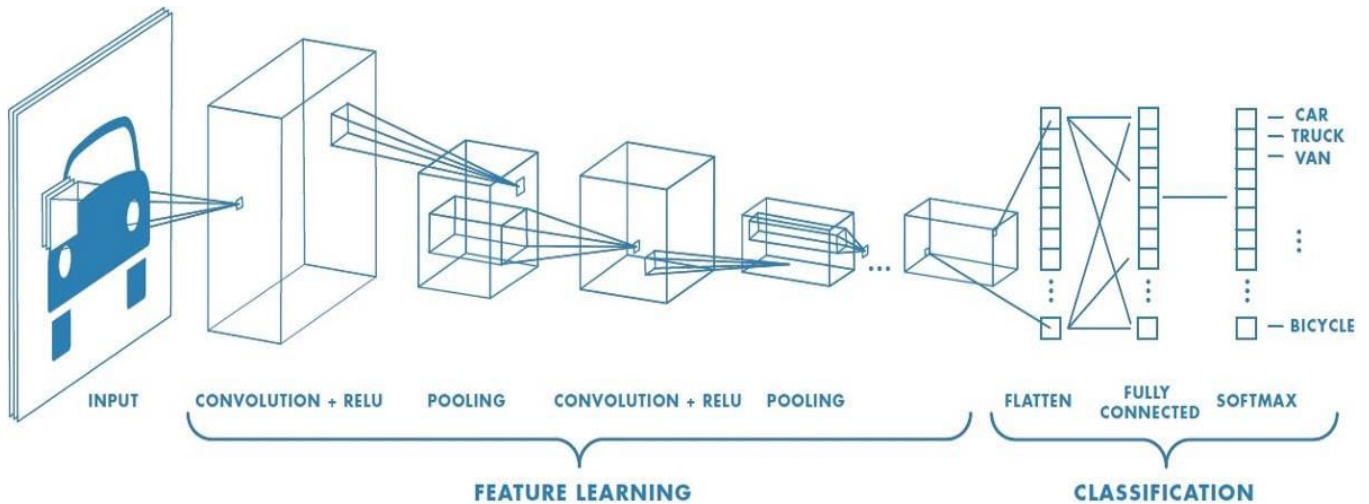 CAR
TRUCK
VAN
BICYCLE
INPUT
CONVOLUTION + RELU
POOLING
CONVOLUTION + RELU
POOLING
FLATTEN
FULLY
CONNECTED
SOFTMAX
FEATURE LEARNING
CLASSIFICATION